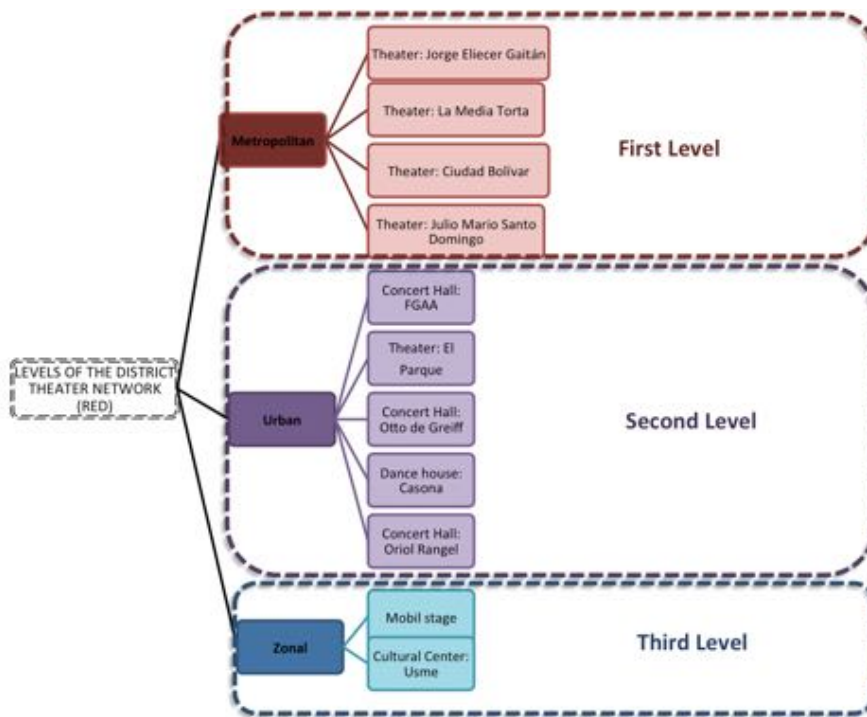 Theater: Jorge Eliecer Gaitán
Theater: La Media Torta
Metropolitan
First Level
Theater: Ciudad Bolívar
Theater: Julio Mario Santo
Domingo
Concert Hall:
FGAA
Theater: El
Parque
LEVELS OF THE DISTRICT
THEATER NETWORK
(RED)
Urban
Concert Hall:
Otto de Greiff
Second Level
Dance house:
Casona
Concert Hall:
Oriol Rangel
Mobil stage
Zonal
Third Level
Cultural Center:
Usme